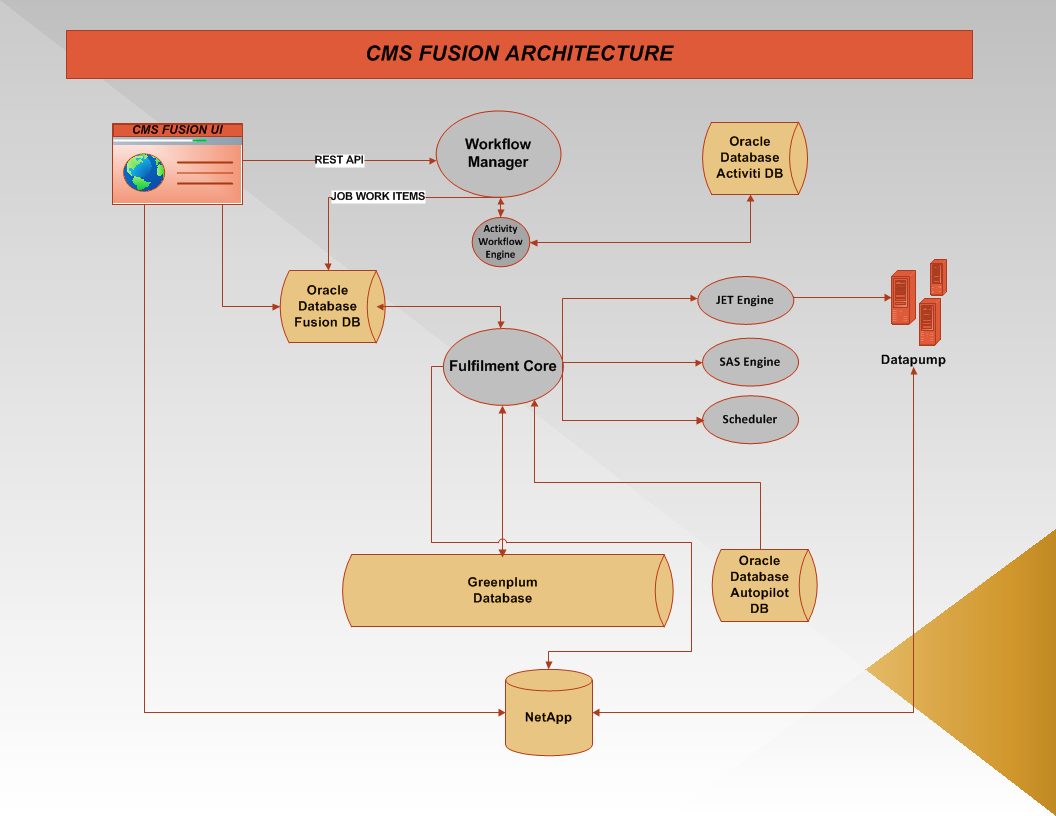 CMS FUSION ARCHITECTURE
CMS FUSION UI
REST API
Workflow
Manager
Oracle
Database
Activiti DB
JOB WORK ITEMS
Activity
Workflow
Engine
Oracle
Database
Fusion DB
JET Engine
Fulfilment Core
SAS Engine
Datapump
Scheduler
Greenplum
Database
Oracle
Database
Autopilot
DB
NetApp